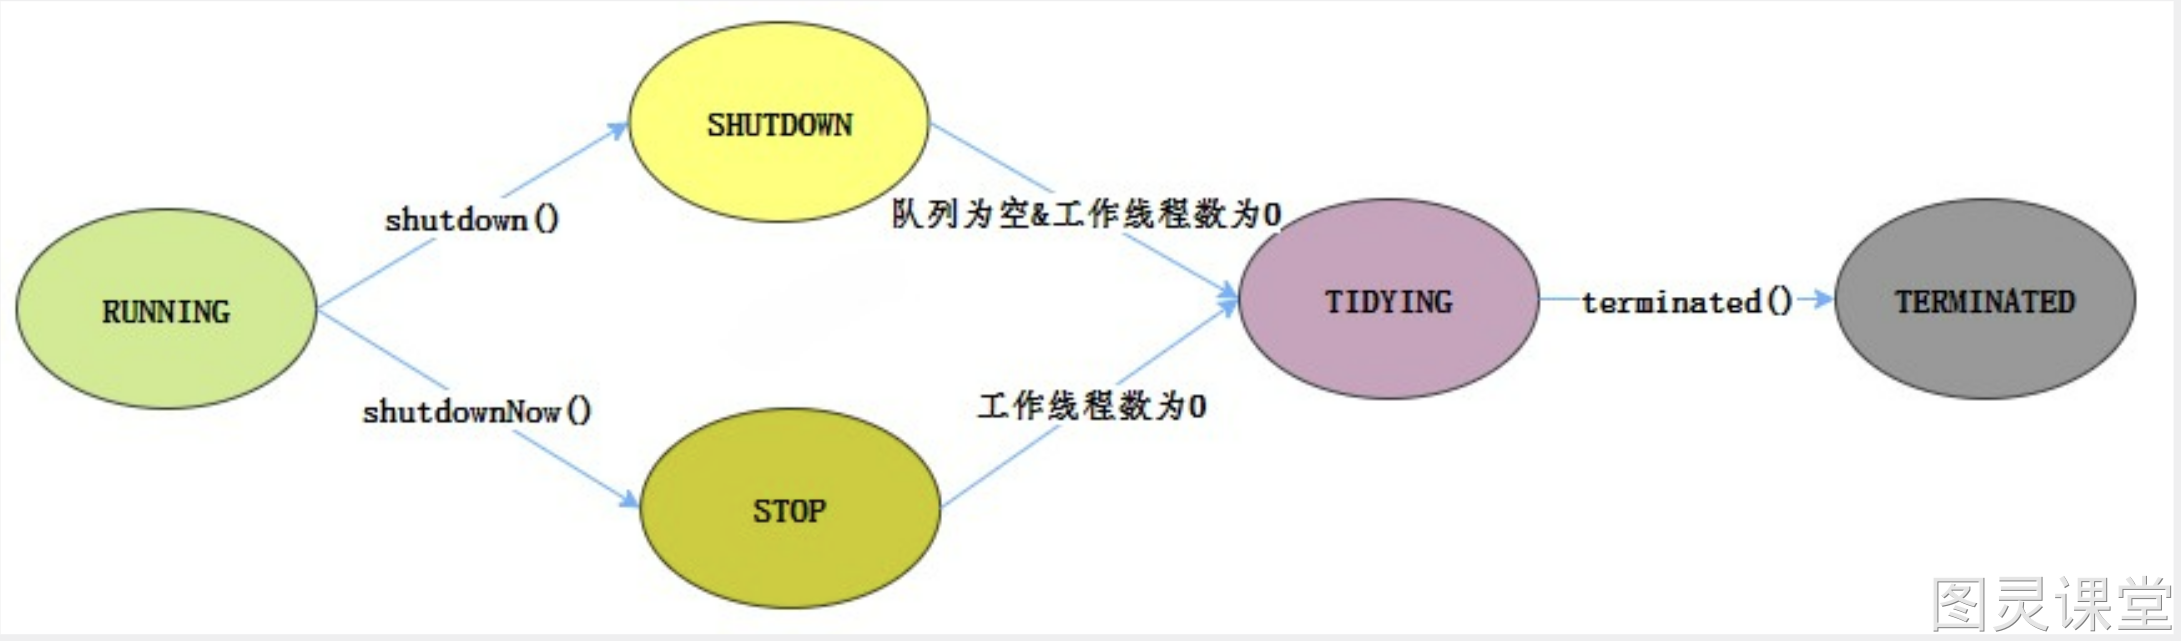 SHUTDOWN
shutdown()
队列为空&工作线程数为0
RUNNING
TIDYING
terminated()
TERMINATED
shutdownNow()
工作线程数为0
STOP
图灵课堂